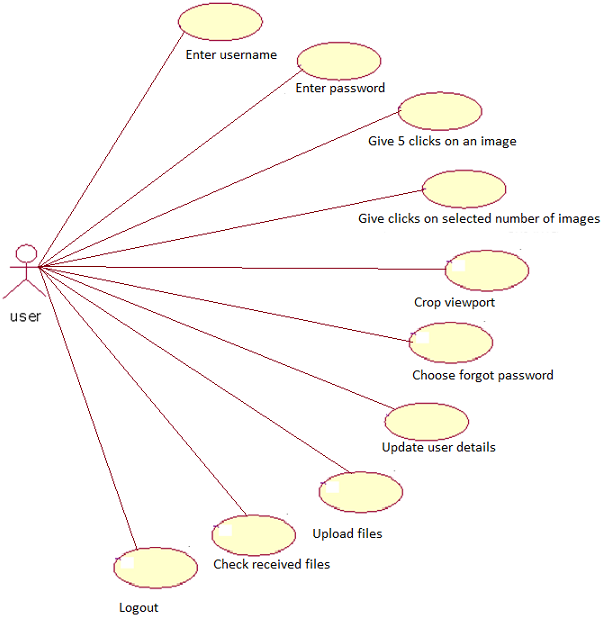 Enter username
Enter password
Give 5 clicks on an image
Give clicks on selected number of images
Crop viewport
user
Choose forgot password
Update user details
Upload files
Check received files
Logout